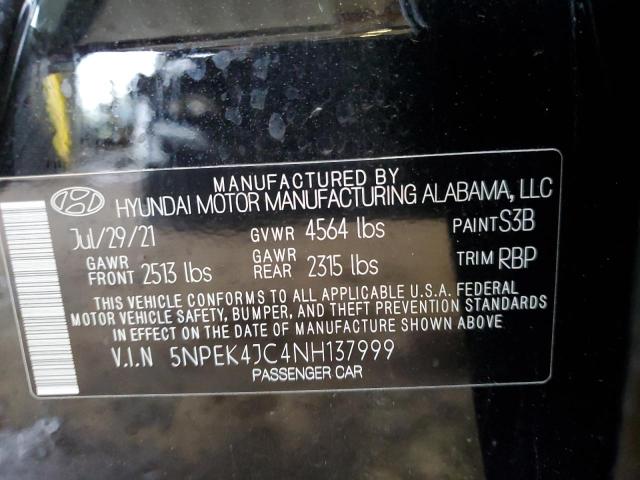 MANUFACTURED BY
HYUNDAI MOTOR MANUFACTURING ALABAMA, LLC
Jul/29/21 GVWR 4564 lbs PAINT S3B
GAWR FRONT 2513 lbs GAWR REAR 2315 lbs TRIM RBP
THIS VEHICLE CONFORMS TO ALL APPLICABLE U.S.A. FEDERAL
MOTOR VEHICLE SAFETY, BUMPER, AND THEFT PREVENTION STANDARDS
IN EFFECT ON THE DATE OF MANUFACTURE SHOWN ABOVE.
V.I.N 5NPEK4JC4NH137999
PASSENGER CAR